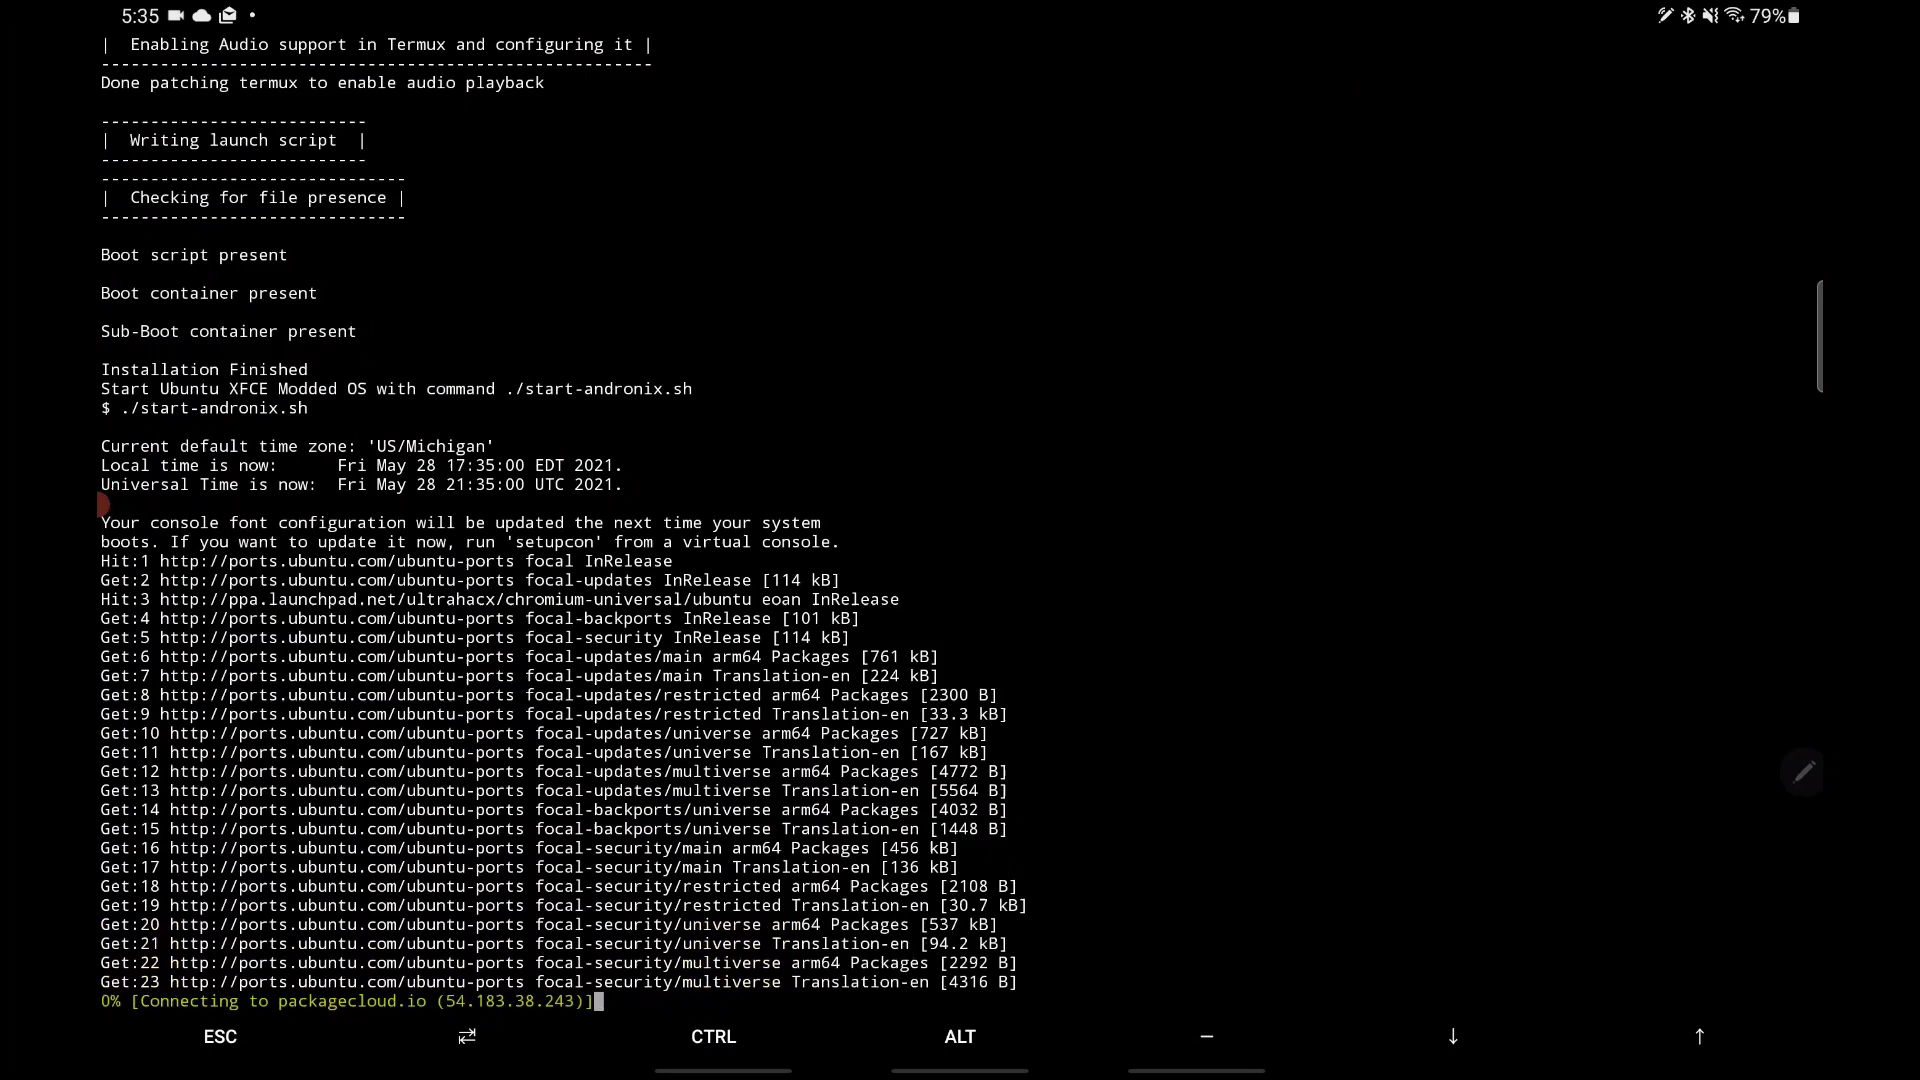 5:35 79%
| Enabling Audio support in Termux and configuring it |
--------------------------------------------------------
Done patching termux to enable audio playback
---------------------------
| Writing launch script |
---------------------------
-------------------------------
| Checking for file presence |
-------------------------------
Boot script present
Boot container present
Sub-Boot container present
Installation Finished
Start Ubuntu XFCE Modded OS with command ./start-andronix.sh
$ ./start-andronix.sh
Current default time zone: 'US/Michigan'
Local time is now: Fri May 28 17:35:00 EDT 2021.
Universal Time is now: Fri May 28 21:35:00 UTC 2021.
Your console font configuration will be updated the next time your system
boots. If you want to update it now, run 'setupcon' from a virtual console.
Hit:1 http://ports.ubuntu.com/ubuntu-ports focal InRelease
Get:2 http://ports.ubuntu.com/ubuntu-ports focal-updates InRelease [114 kB]
Hit:3 http://ppa.launchpad.net/ultrahacx/chromium-universal/ubuntu eoan InRelease
Get:4 http://ports.ubuntu.com/ubuntu-ports focal-backports InRelease [101 kB]
Get:5 http://ports.ubuntu.com/ubuntu-ports focal-security InRelease [114 kB]
Get:6 http://ports.ubuntu.com/ubuntu-ports focal-updates/main arm64 Packages [761 kB]
Get:7 http://ports.ubuntu.com/ubuntu-ports focal-updates/main Translation-en [224 kB]
Get:8 http://ports.ubuntu.com/ubuntu-ports focal-updates/restricted arm64 Packages [2300 B]
Get:9 http://ports.ubuntu.com/ubuntu-ports focal-updates/restricted Translation-en [33.3 kB]
Get:10 http://ports.ubuntu.com/ubuntu-ports focal-updates/universe arm64 Packages [727 kB]
Get:11 http://ports.ubuntu.com/ubuntu-ports focal-updates/universe Translation-en [167 kB]
Get:12 http://ports.ubuntu.com/ubuntu-ports focal-updates/multiverse arm64 Packages [4772 B]
Get:13 http://ports.ubuntu.com/ubuntu-ports focal-updates/multiverse Translation-en [5564 B]
Get:14 http://ports.ubuntu.com/ubuntu-ports focal-backports/universe arm64 Packages [4032 B]
Get:15 http://ports.ubuntu.com/ubuntu-ports focal-backports/universe Translation-en [1448 B]
Get:16 http://ports.ubuntu.com/ubuntu-ports focal-security/main arm64 Packages [456 kB]
Get:17 http://ports.ubuntu.com/ubuntu-ports focal-security/main Translation-en [136 kB]
Get:18 http://ports.ubuntu.com/ubuntu-ports focal-security/restricted arm64 Packages [2108 B]
Get:19 http://ports.ubuntu.com/ubuntu-ports focal-security/restricted Translation-en [30.7 kB]
Get:20 http://ports.ubuntu.com/ubuntu-ports focal-security/universe arm64 Packages [537 kB]
Get:21 http://ports.ubuntu.com/ubuntu-ports focal-security/universe Translation-en [94.2 kB]
Get:22 http://ports.ubuntu.com/ubuntu-ports focal-security/multiverse arm64 Packages [2292 B]
Get:23 http://ports.ubuntu.com/ubuntu-ports focal-security/multiverse Translation-en [4316 B]
0% [Connecting to packagecloud.io (54.183.38.243)]
ESC ⇄ CTRL ALT — ↓ ↑